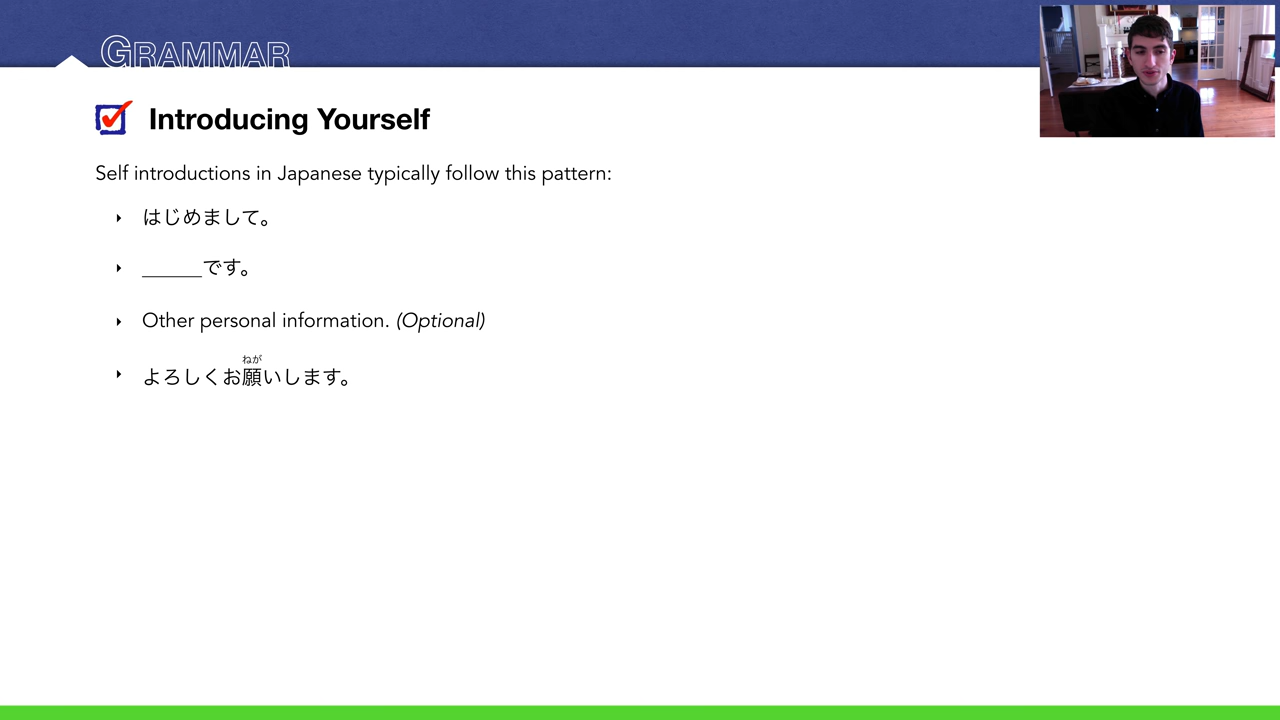 GRAMMAR
Introducing Yourself
Self introductions in Japanese typically follow this pattern:
はじめまして。
______です。
Other personal information. (Optional)
ねが
よろしくお願いします。